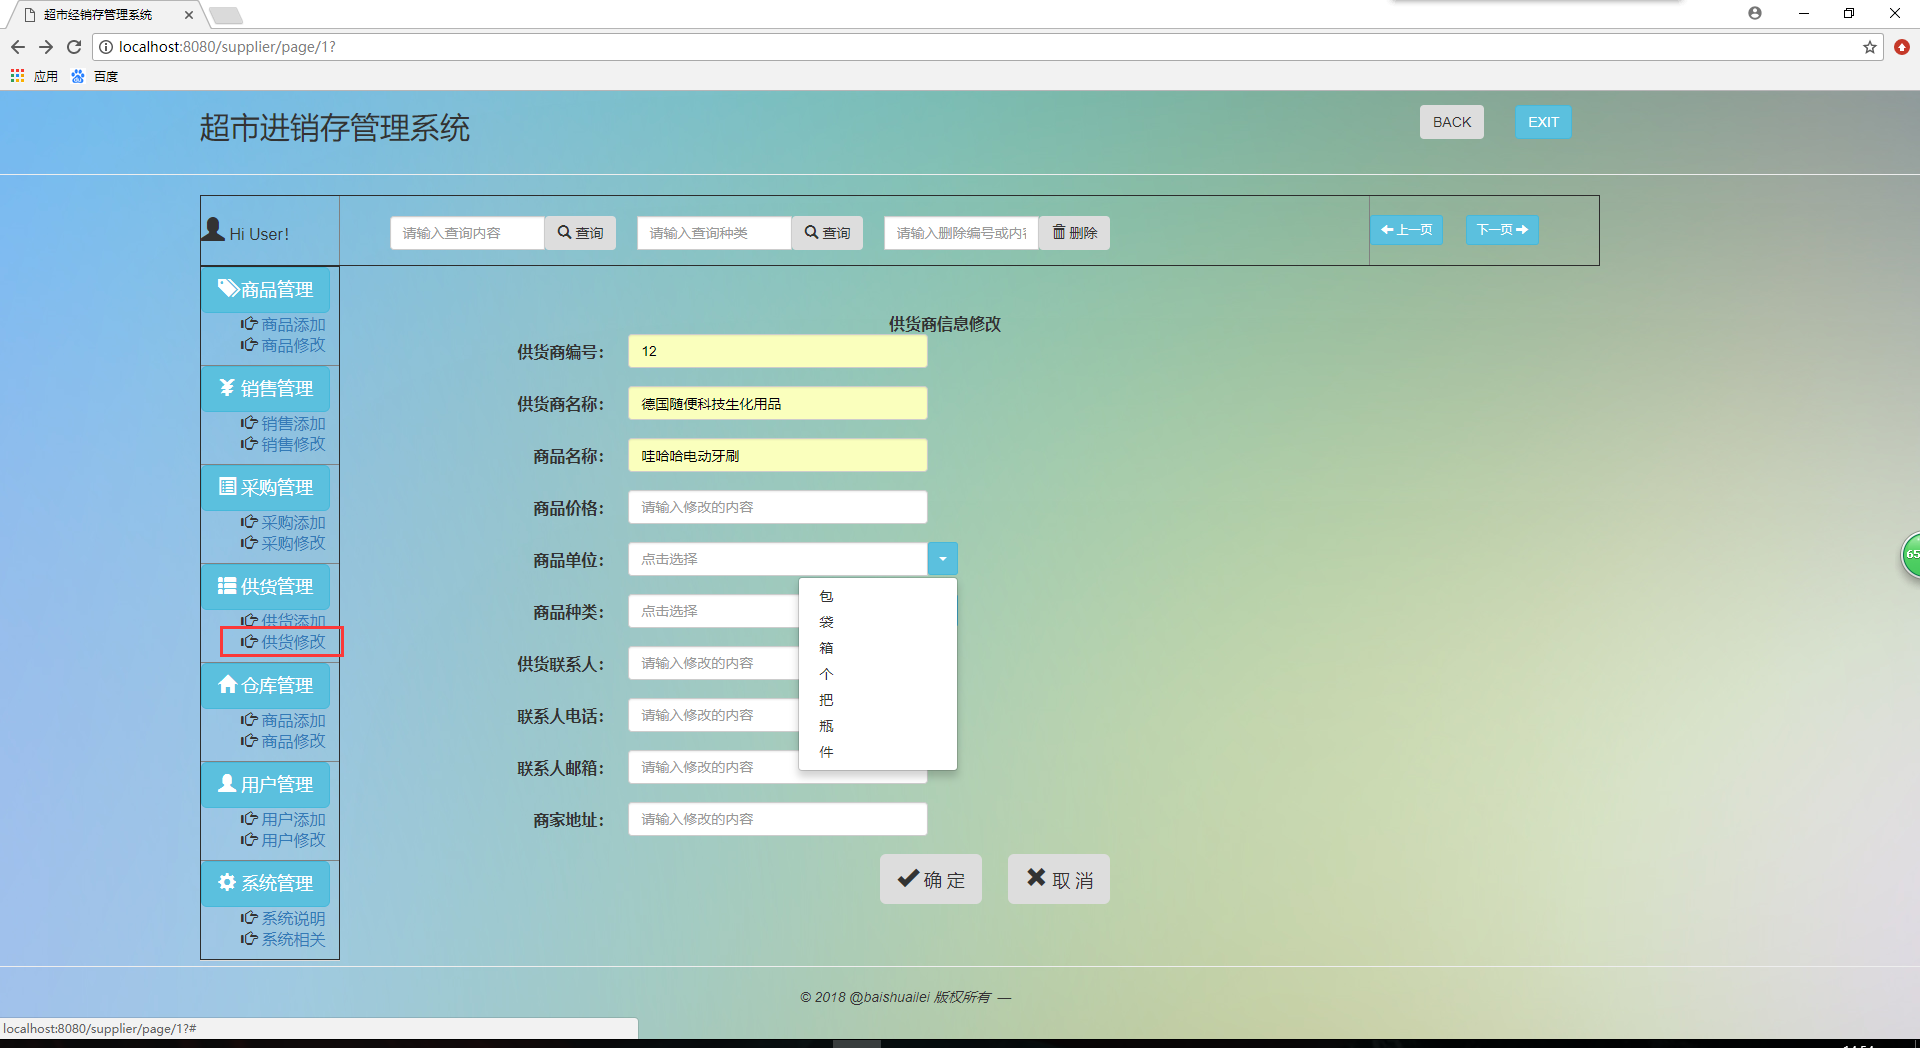 超市经销存管理系统
localhost:8080/supplier/page/1?
应用 百度
超市进销存管理系统
BACK
EXIT
Hi User!
请输入查询内容 查询
请输入查询种类 查询
请输入删除编号或内容 删除
上一页 下一页
商品管理
商品添加
商品修改
销售管理
销售添加
销售修改
采购管理
采购添加
采购修改
供货管理
供货添加
供货修改
仓库管理
商品添加
商品修改
用户管理
用户添加
用户修改
系统管理
系统说明
系统相关
供货商信息修改
供货商编号： 12
供货商名称： 德国随便科技生化用品
商品名称： 哇哈哈电动牙刷
商品价格： 请输入修改的内容
商品单位： 点击选择
包
袋
箱
个
把
瓶
件
商品种类： 点击选择
供货联系人： 请输入修改的内容
联系人电话： 请输入修改的内容
联系人邮箱： 请输入修改的内容
商家地址： 请输入修改的内容
确 定
取 消
© 2018 @baishuailei 版权所有 —
localhost:8080/supplier/page/1?#
65